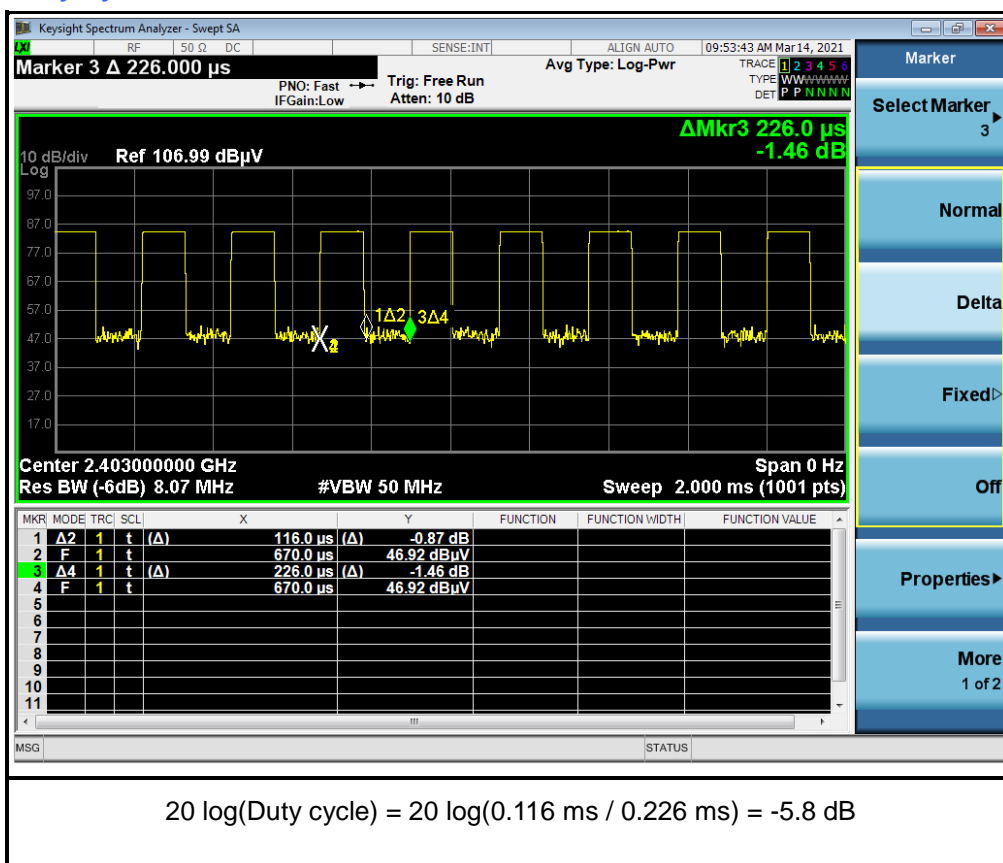 Keysight Spectrum Analyzer - Swept SA
LXI RF 50 Ω DC SENSE:INT ALIGN AUTO 09:53:43 AM Mar 14, 2021
Marker 3 Δ 226.000 µs
PNO: Fast
IFGain:Low
Trig: Free Run
Atten: 10 dB
Avg Type: Log-Pwr
TRACE 1 2 3 4 5 6
TYPE WWWWWW
DET P P N N N N
ΔMkr3 226.0 µs
-1.46 dB
10 dB/div Ref 106.99 dBµV
Log
97.0
87.0
77.0
67.0
57.0
47.0
37.0
27.0
17.0
1Δ2 3Δ4
Center 2.403000000 GHz Span 0 Hz
Res BW (-6dB) 8.07 MHz #VBW 50 MHz Sweep 2.000 ms (1001 pts)
MKR MODE TRC SCL X Y FUNCTION FUNCTION WIDTH FUNCTION VALUE
1 Δ2 1 t (Δ) 116.0 µs (Δ) -0.87 dB
2 F 1 t 670.0 µs 46.92 dBµV
3 Δ4 1 t (Δ) 226.0 µs (Δ) -1.46 dB
4 F 1 t 670.0 µs 46.92 dBµV
5
6
7
8
9
10
11
MSG STATUS
Marker
Select Marker
3
Normal
Delta
Fixed
Off
Properties
More
1 of 2
20 log(Duty cycle) = 20 log(0.116 ms / 0.226 ms) = -5.8 dB